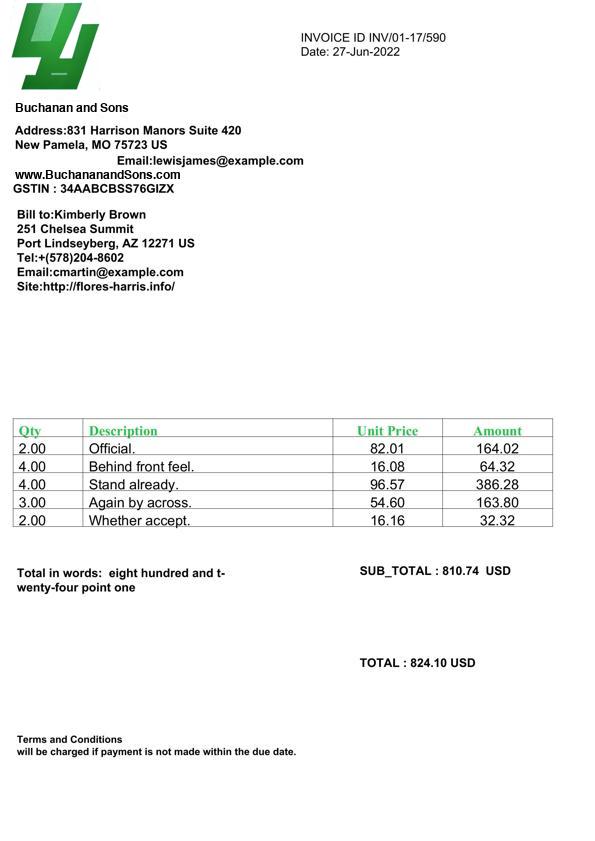 INVOICE ID INV/01-17/590
Date: 27-Jun-2022
Buchanan and Sons
Address:831 Harrison Manors Suite 420
New Pamela, MO 75723 US
Email:lewisjames@example.com
www.BuchananandSons.com
GSTIN : 34AABCBSS76GIZX
Bill to:Kimberly Brown
251 Chelsea Summit
Port Lindseyberg, AZ 12271 US
Tel:+(578)204-8602
Email:cmartin@example.com
Site:http://flores-harris.info/
Qty Description Unit Price Amount
2.00 Official. 82.01 164.02
4.00 Behind front feel. 16.08 64.32
4.00 Stand already. 96.57 386.28
3.00 Again by across. 54.60 163.80
2.00 Whether accept. 16.16 32.32
Total in words: eight hundred and t-
wenty-four point one
SUB_TOTAL : 810.74 USD
TOTAL : 824.10 USD
Terms and Conditions
will be charged if payment is not made within the due date.